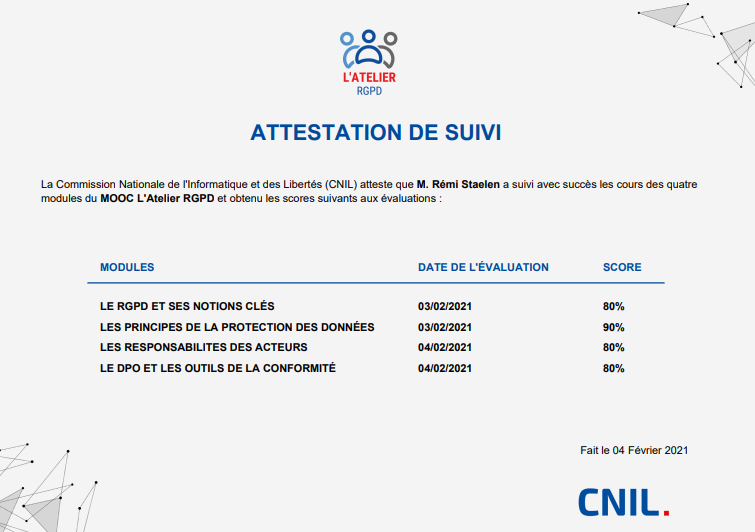 L'ATELIER
RGPD
ATTESTATION DE SUIVI
La Commission Nationale de l'Informatique et des Libertés (CNIL) atteste que M. Rémi Staelen a suivi avec succès les cours des quatre
modules du MOOC L'Atelier RGPD et obtenu les scores suivants aux évaluations :
MODULES DATE DE L'ÉVALUATION SCORE
LE RGPD ET SES NOTIONS CLÉS 03/02/2021 80%
LES PRINCIPES DE LA PROTECTION DES DONNÉES 03/02/2021 90%
LES RESPONSABILITES DES ACTEURS 04/02/2021 80%
LE DPO ET LES OUTILS DE LA CONFORMITÉ 04/02/2021 80%
Fait le 04 Février 2021
CNIL.